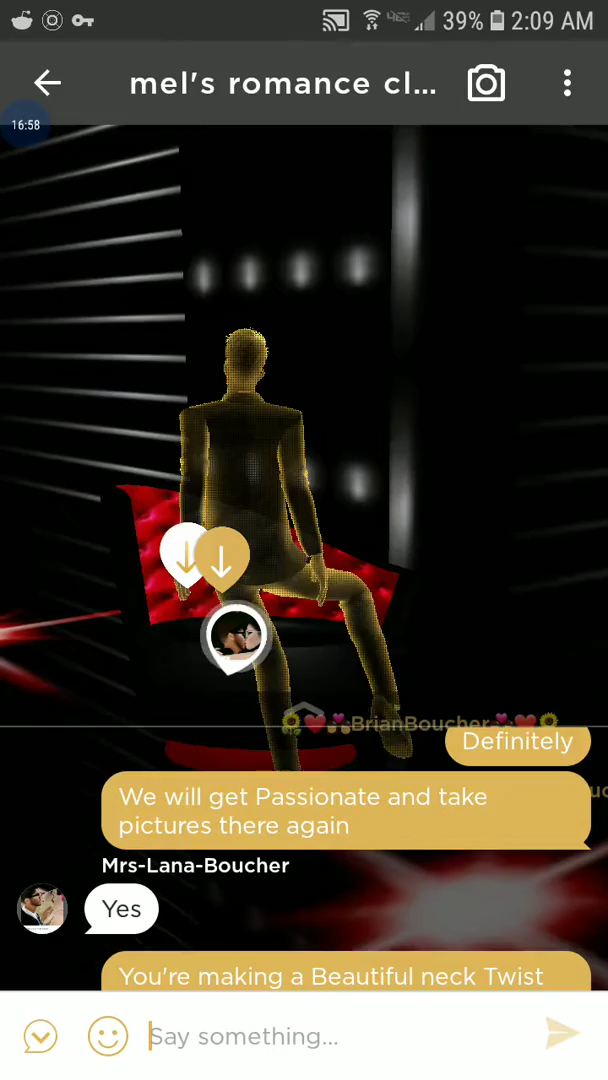 39% 2:09 AM
mel's romance cl...
16:58
BrianBoucher
Definitely
We will get Passionate and take
pictures there again
Mrs-Lana-Boucher
Yes
You're making a Beautiful neck Twist
Say something...